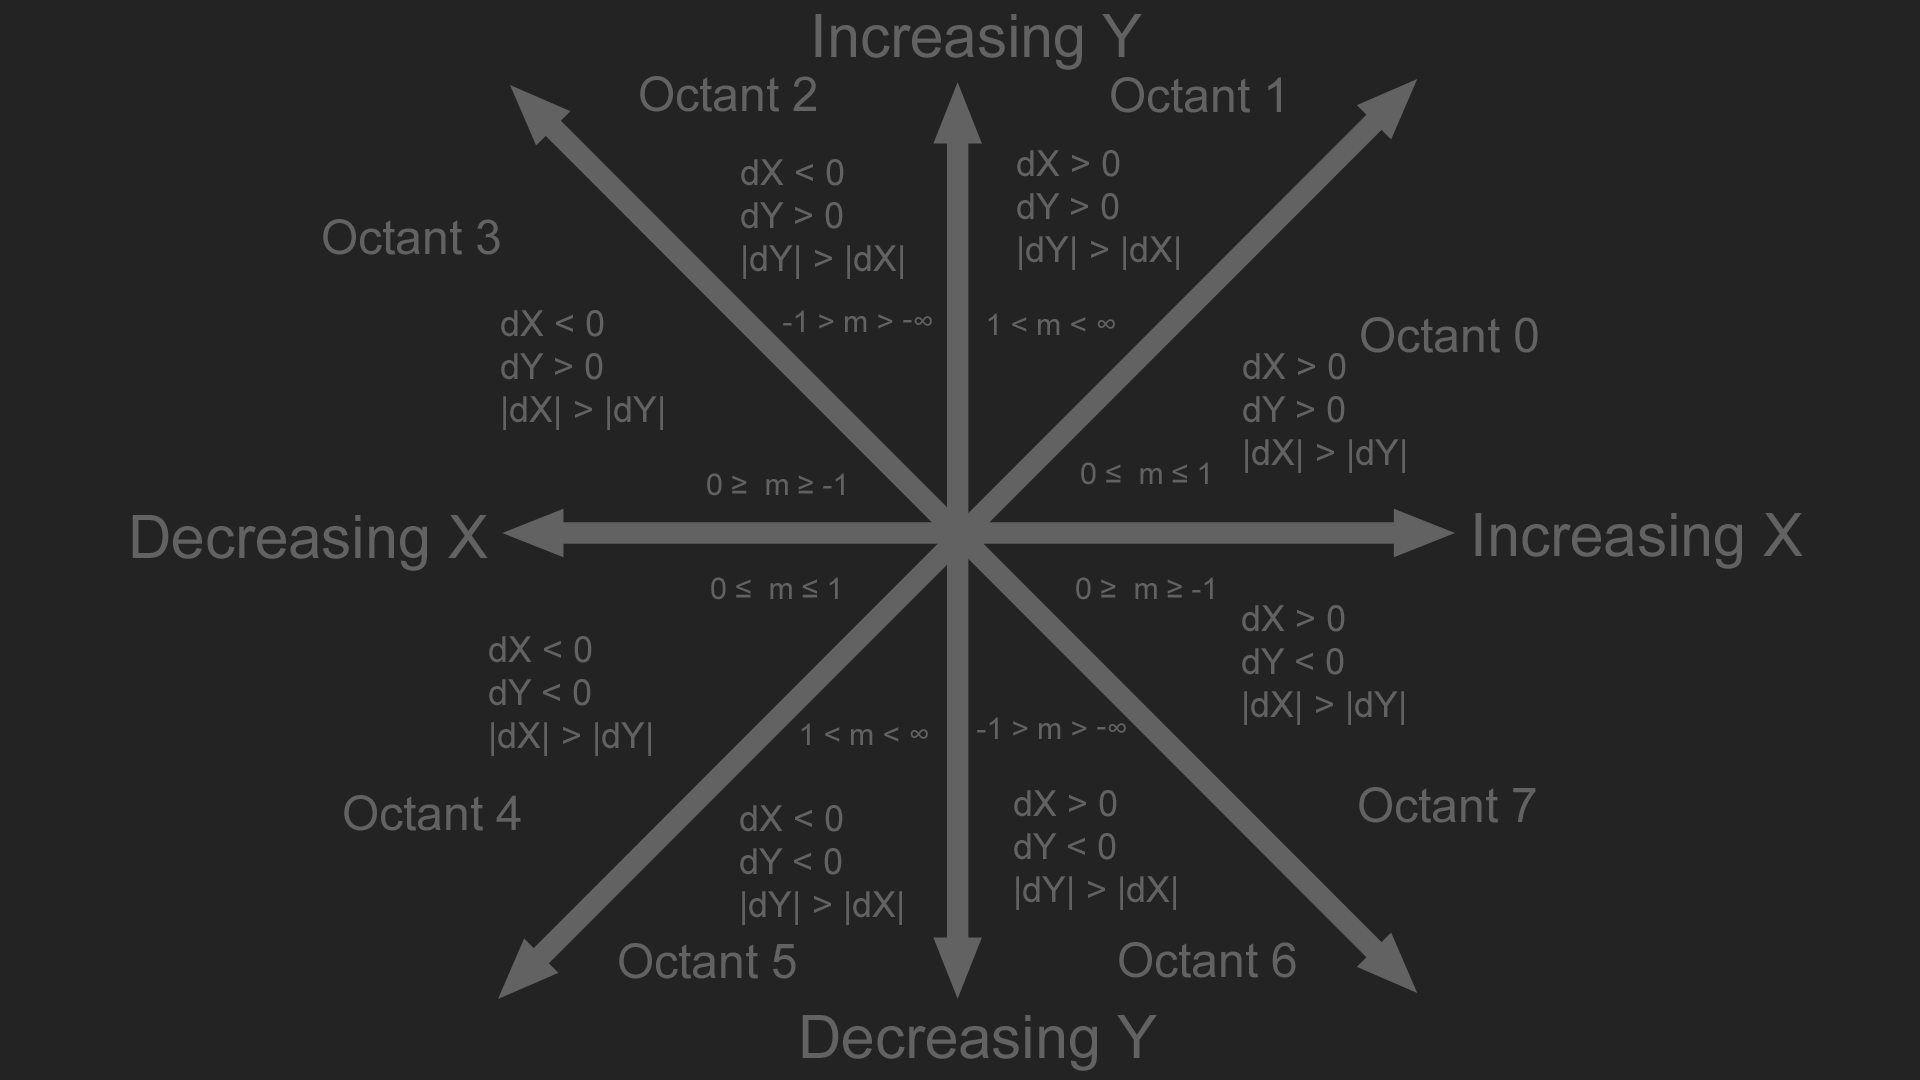 Increasing Y
Octant 2
Octant 1
dX < 0
dY > 0
|dY| > |dX|
-1 > m > -∞
dX > 0
dY > 0
|dY| > |dX|
1 < m < ∞
Octant 3
dX < 0
dY > 0
|dX| > |dY|
0 ≥ m ≥ -1
Octant 0
dX > 0
dY > 0
|dX| > |dY|
0 ≤ m ≤ 1
Decreasing X
Increasing X
0 ≤ m ≤ 1
dX < 0
dY < 0
|dX| > |dY|
Octant 4
0 ≥ m ≥ -1
dX > 0
dY < 0
|dX| > |dY|
Octant 7
1 < m < ∞
dX < 0
dY < 0
|dY| > |dX|
Octant 5
-1 > m > -∞
dX > 0
dY < 0
|dY| > |dX|
Octant 6
Decreasing Y